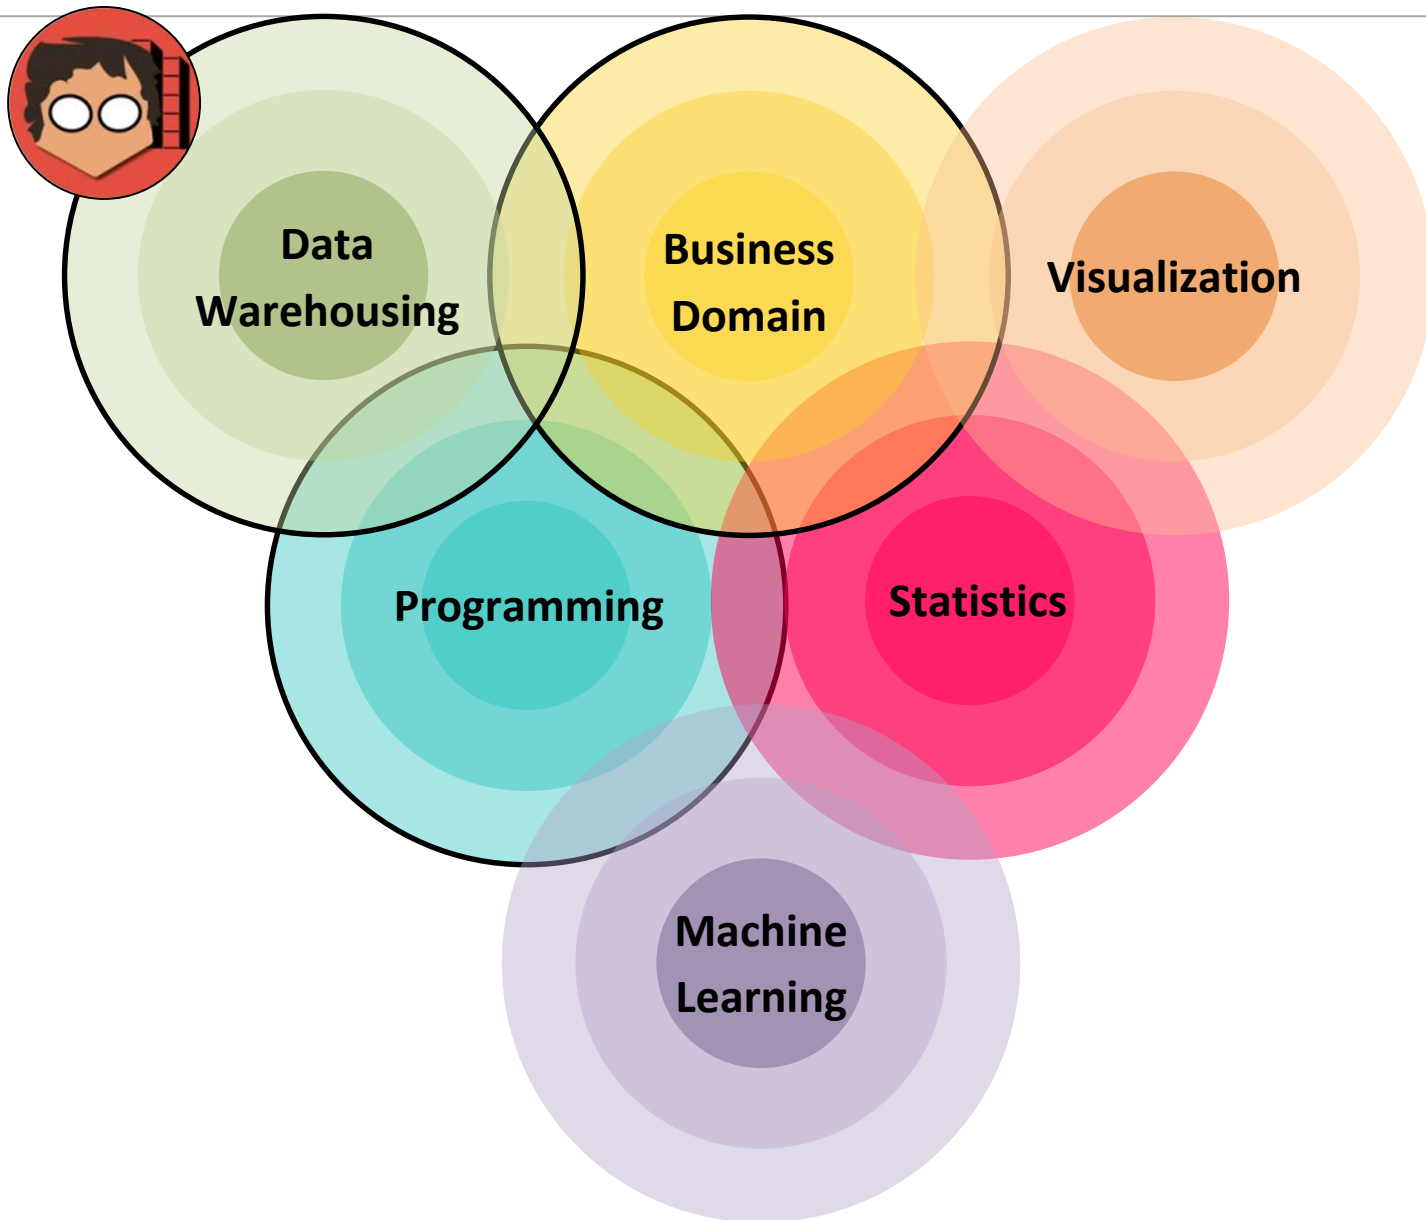 Data
Warehousing
Business
Domain
Visualization
Programming
Statistics
Machine
Learning